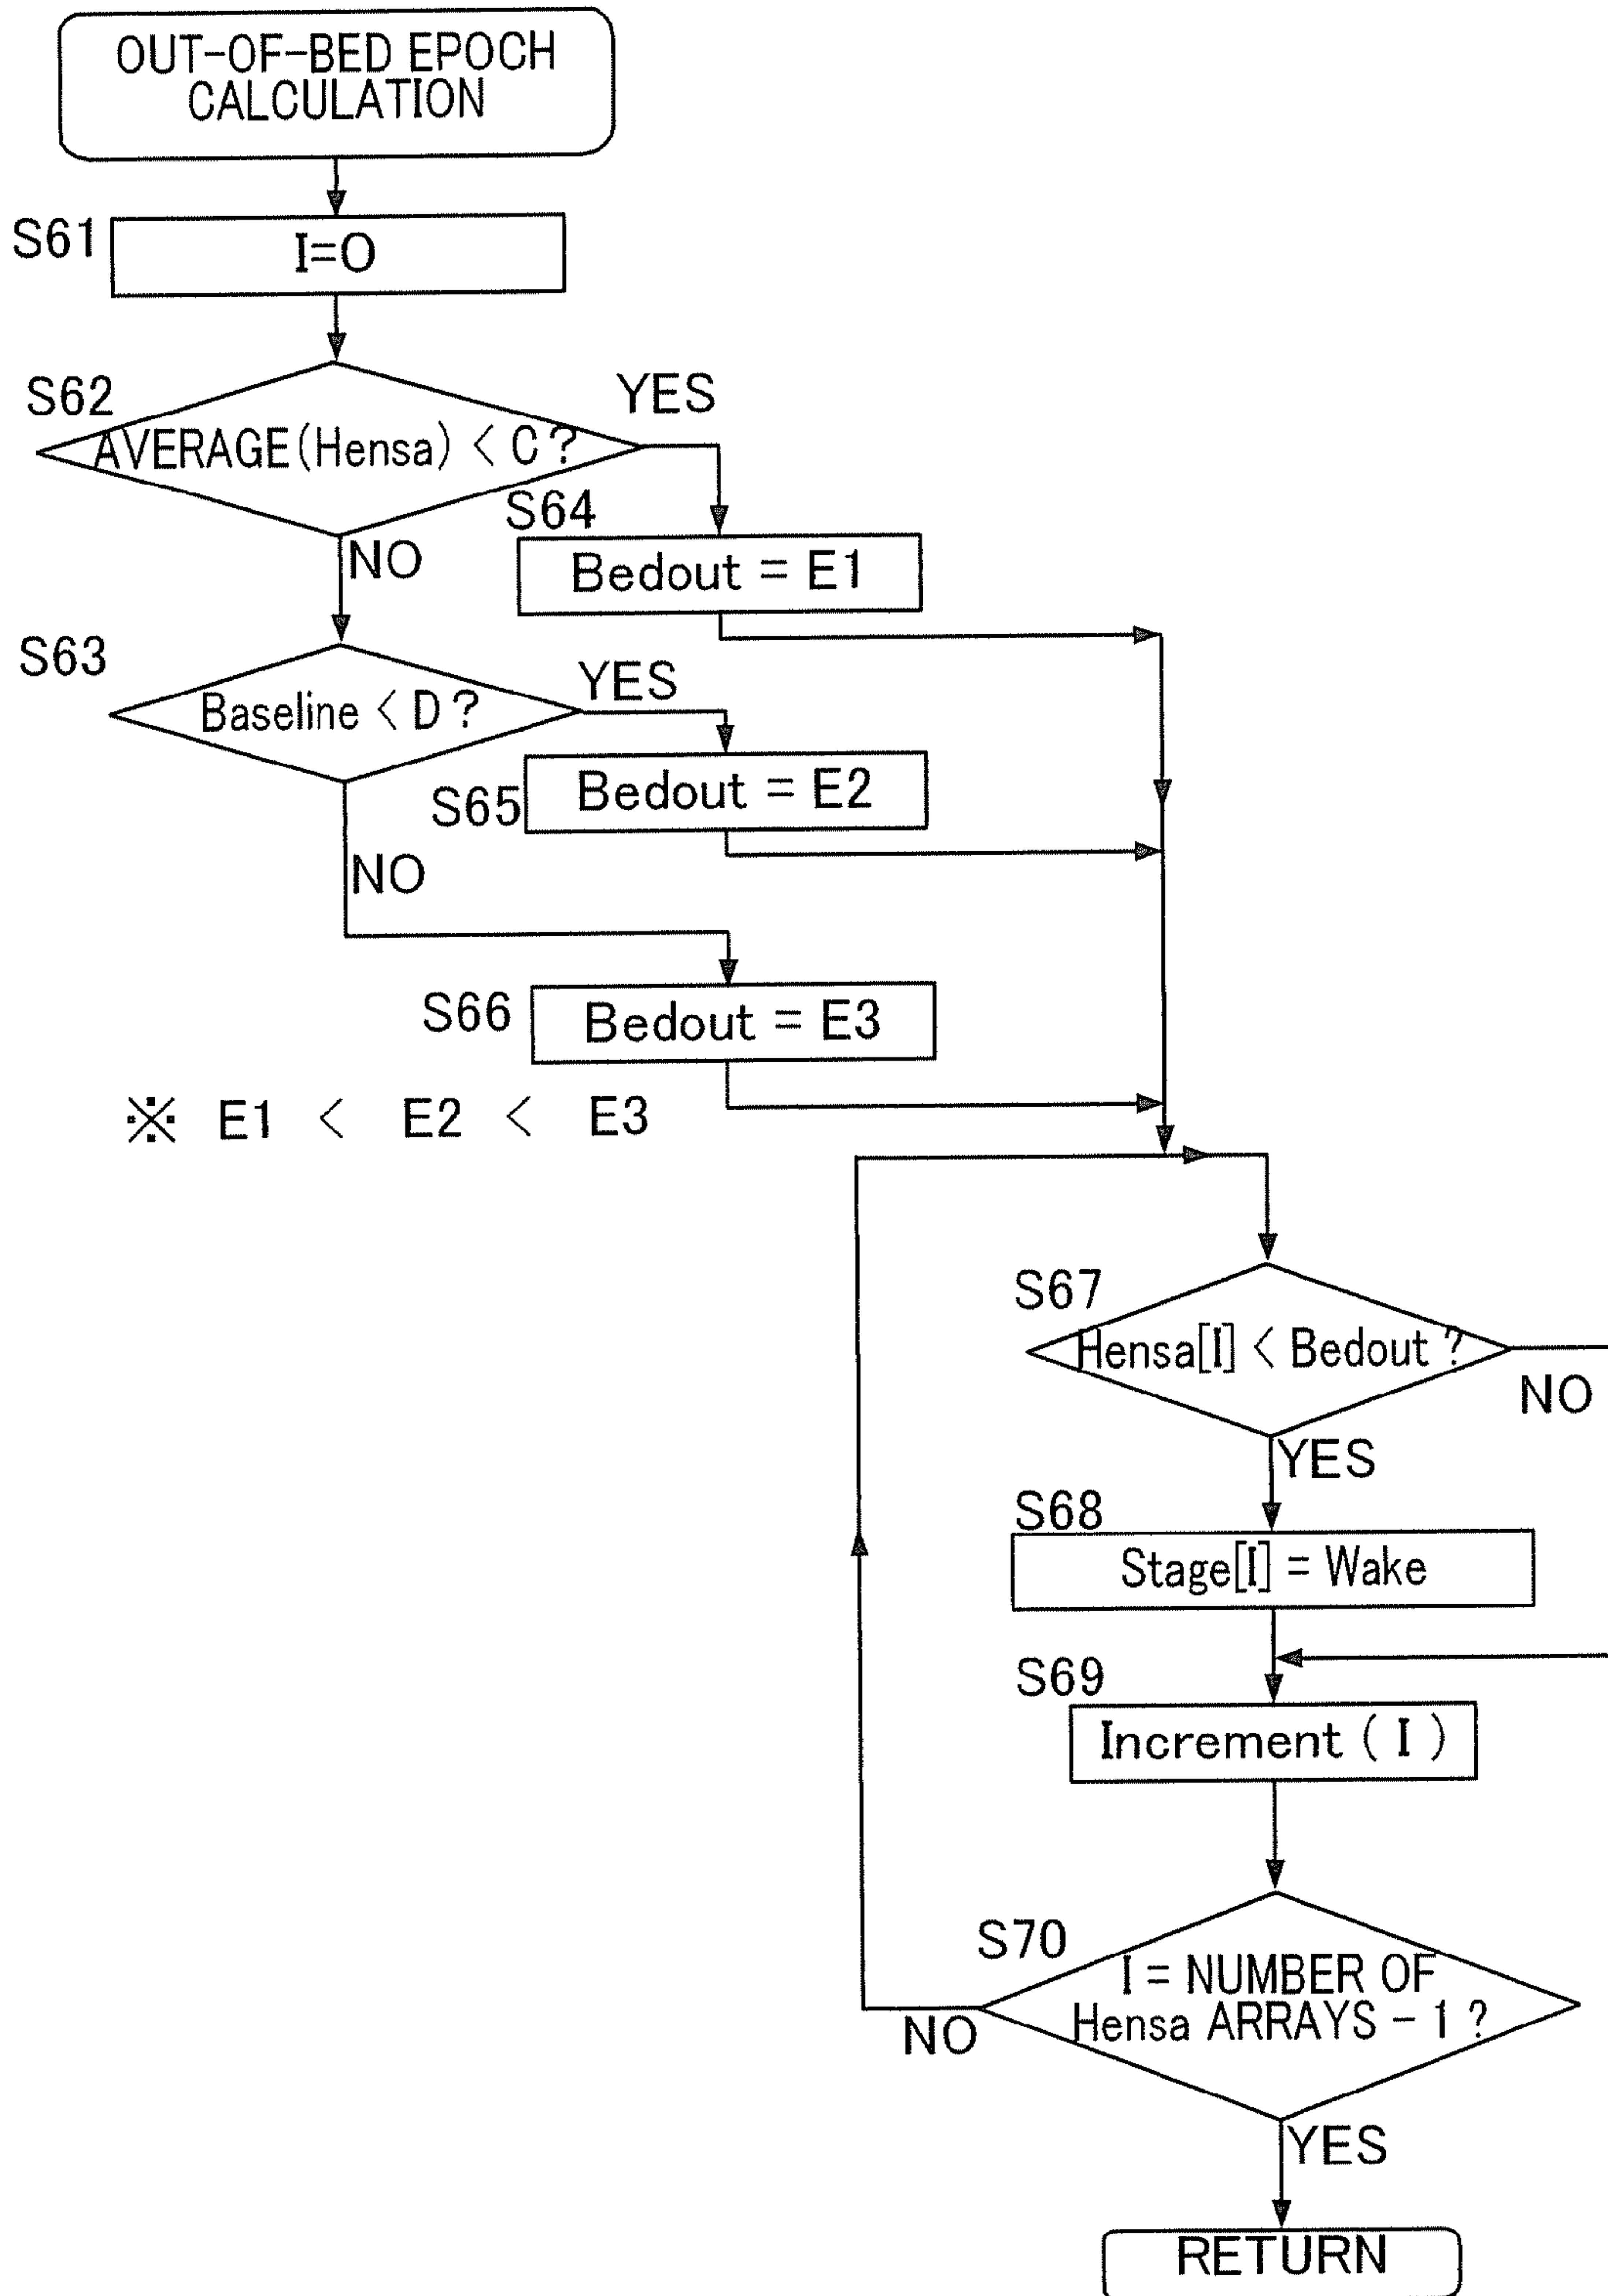 OUT-OF-BED EPOCH
CALCULATION
S61
I=0
S62
AVERAGE(Hensa) < C?
YES
NO
S64
Bedout = E1
S63
Baseline < D?
YES
NO
S65
Bedout = E2
S66
Bedout = E3
※ E1 < E2 < E3
S67
Hensa[I] < Bedout ?
NO
YES
S68
Stage[I] = Wake
S69
Increment ( I )
S70
I = NUMBER OF
Hensa ARRAYS - 1 ?
NO
YES
RETURN